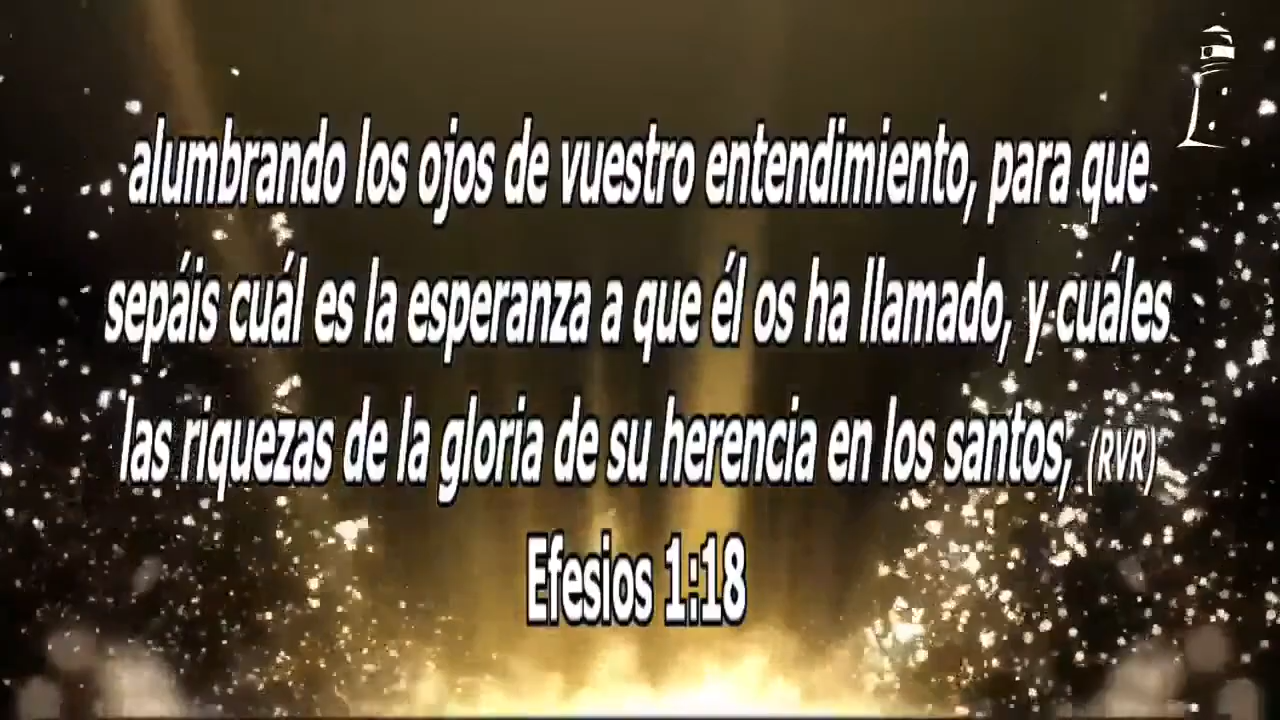 alumbrando los ojos de vuestro entendimiento, para que
sepáis cuál es la esperanza a que él os ha llamado, y cuáles
las riquezas de la gloria de su herencia en los santos, (RVR)
Efesios 1:18